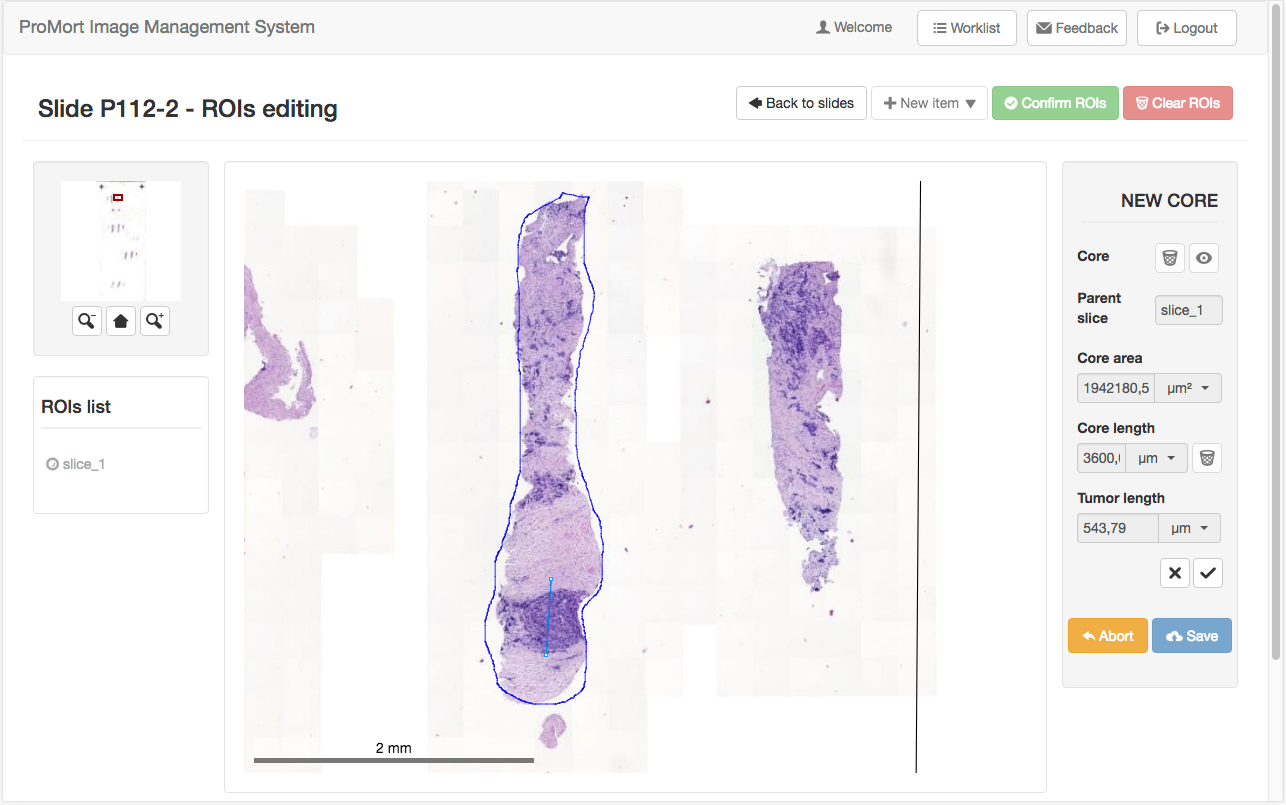 ProMort Image Management System
Welcome
Worklist
Feedback
Logout
Slide P112-2 - ROIs editing
Back to slides
New item
Confirm ROIs
Clear ROIs
ROIs list
slice_1
2 mm
NEW CORE
Core
Parent
slice
slice_1
Core area
1942180,5
µm²
Core length
3600,
µm
Tumor length
543,79
µm
Abort
Save